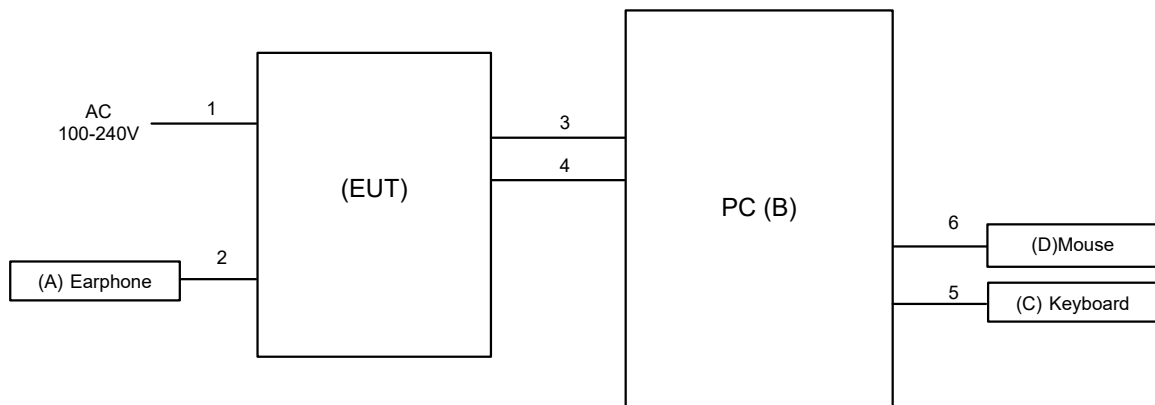 AC
100-240V
1
(A) Earphone
2
(EUT)
3
4
PC (B)
6
(D)Mouse
5
(C) Keyboard